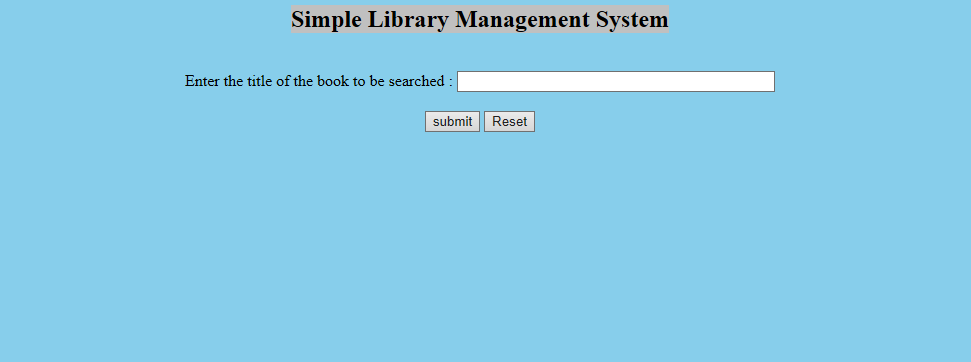 Simple Library Management System
Enter the title of the book to be searched :
submit Reset